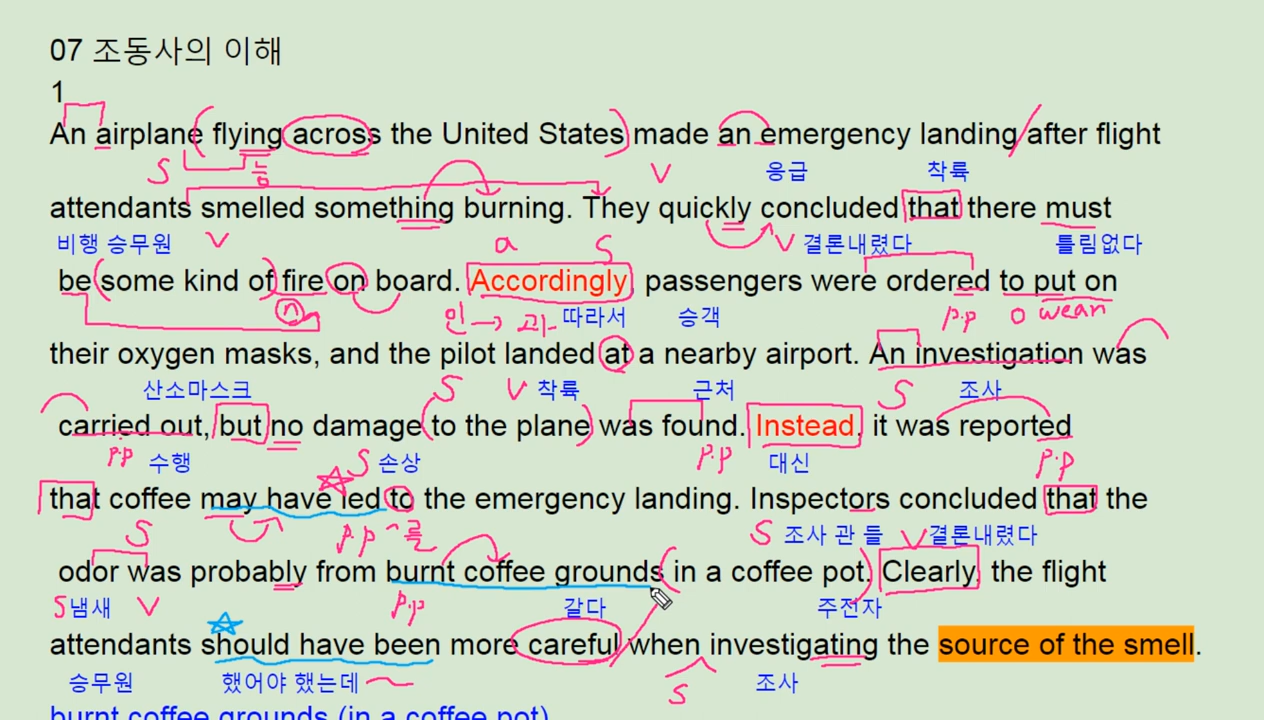 07 조동사의 이해
1
An airplane flying across the United States made an emergency landing after flight
S 능 V 응급 착륙
attendants smelled something burning. They quickly concluded that there must
비행 승무원 V a S V 결론내렸다 틀림없다
be some kind of fire on board. Accordingly, passengers were ordered to put on
n 인 → 과 따라서 승객 p.p o wear
their oxygen masks, and the pilot landed at a nearby airport. An investigation was
산소마스크 S V 착륙 근처 S 조사
carried out, but no damage to the plane was found. Instead, it was reported
p.p 수행 S 손상 p.p 대신 p.p
that coffee may have led to the emergency landing. Inspectors concluded that the
S p.p ~를 S 조사 관 들 V 결론내렸다
odor was probably from burnt coffee grounds in a coffee pot. Clearly, the flight
S 냄새 V p.p 갈다 주전자
attendants should have been more careful when investigating the source of the smell.
승무원 했어야 했는데~ S 조사
burnt coffee grounds (in a coffee pot)